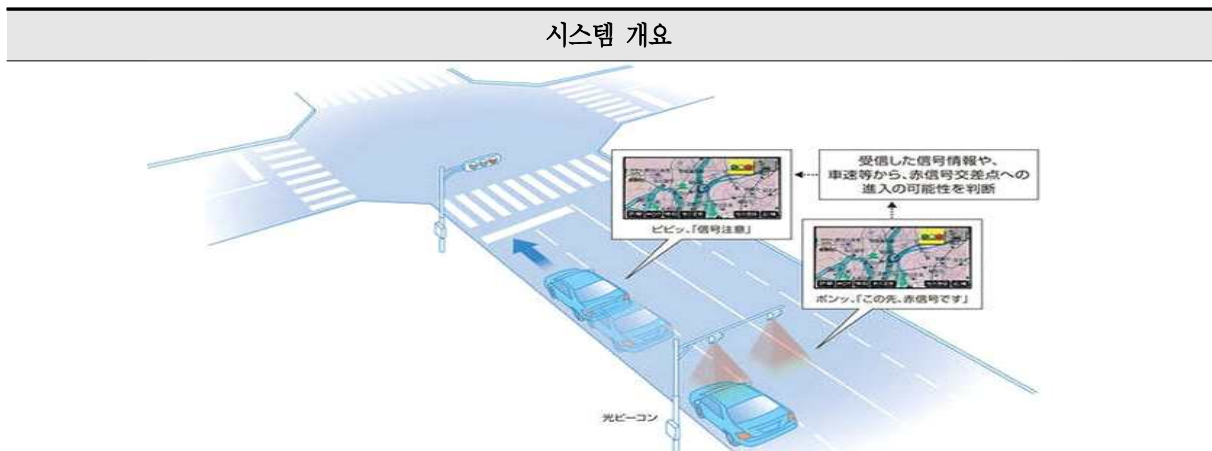 시스템 개요
受信した信号情報や、
車速等から、赤信号交差点への
進入の可能性を判断
ピピッ、「信号注意」
ポンッ、「この先、赤信号です」
光ビーコン